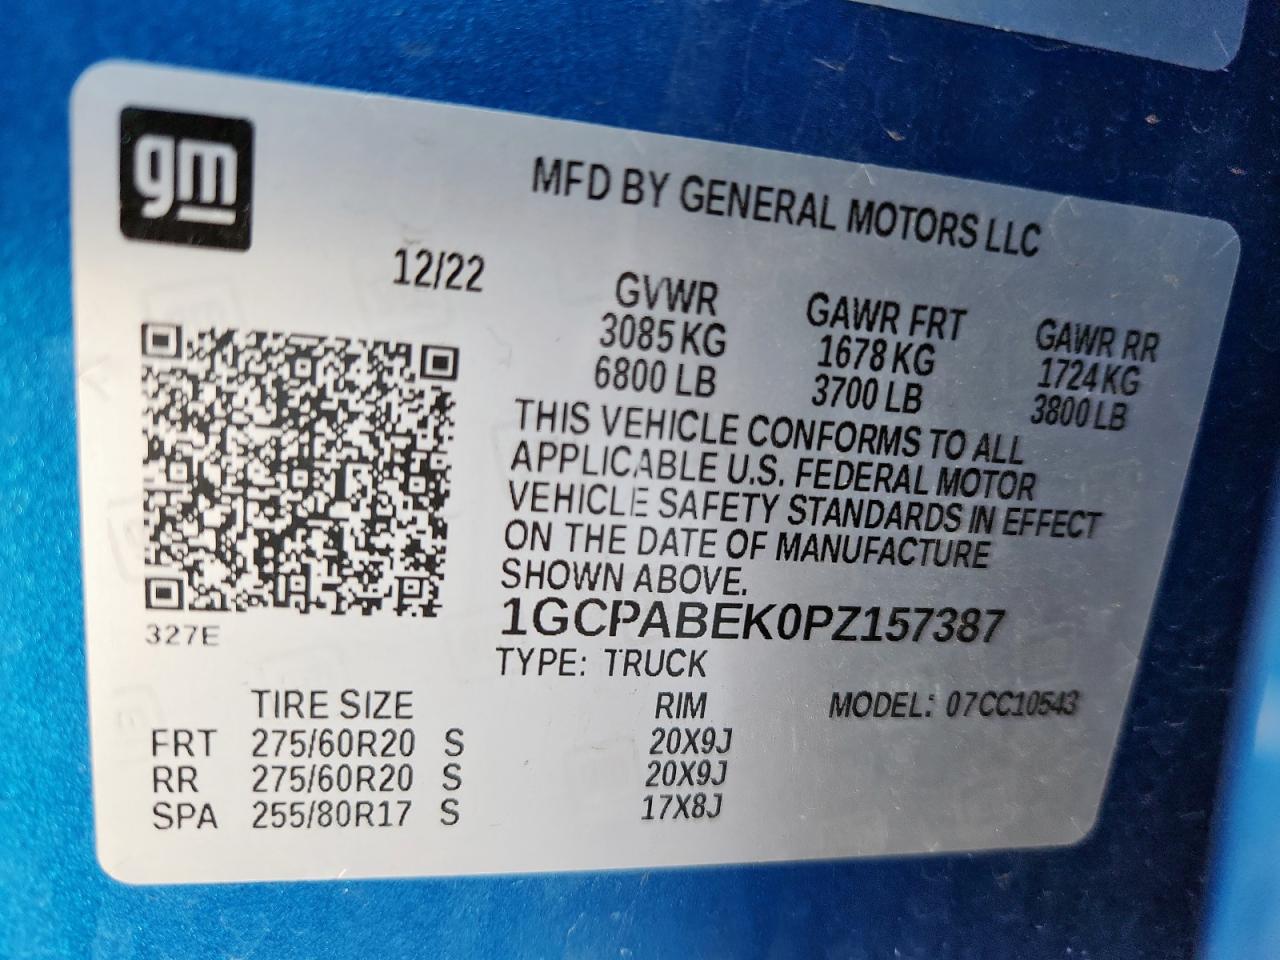 gm
MFD BY GENERAL MOTORS LLC
12/22
GVWR GAWR FRT GAWR RR
3085 KG 1678 KG 1724 KG
6800 LB 3700 LB 3800 LB
THIS VEHICLE CONFORMS TO ALL
APPLICABLE U.S. FEDERAL MOTOR
VEHICLE SAFETY STANDARDS IN EFFECT
ON THE DATE OF MANUFACTURE
SHOWN ABOVE.
1GCPABEK0PZ157387
327E
TYPE: TRUCK
TIRE SIZE RIM MODEL: 07CC10543
FRT 275/60R20 S 20X9J
RR 275/60R20 S 20X9J
SPA 255/80R17 S 17X8J